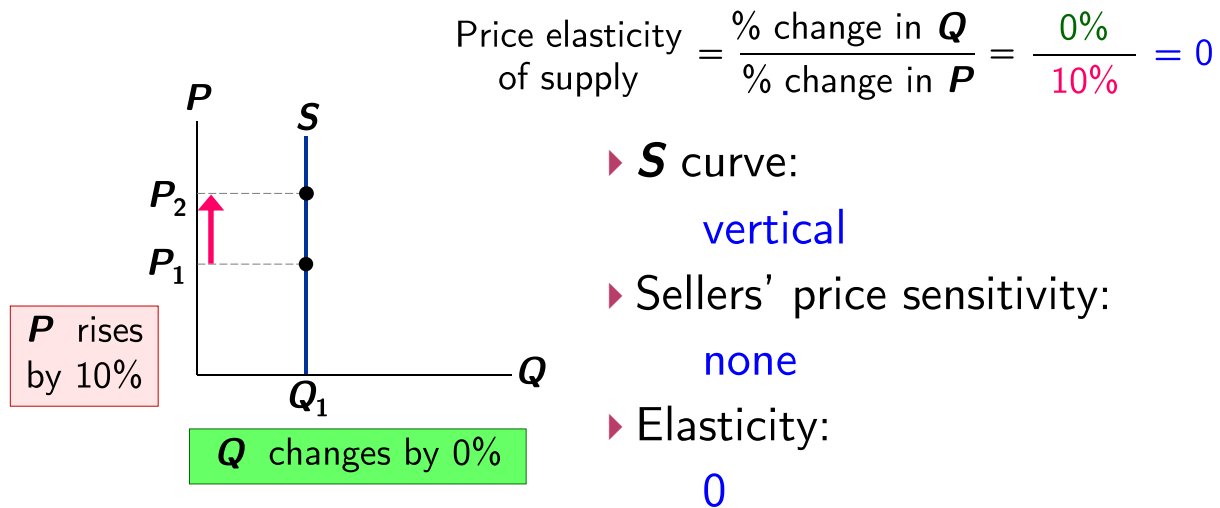 Price elasticity of supply = % change in Q / % change in P = 0% / 10% = 0
P
S
P2
P1
Q
Q1
P rises
by 10%
Q changes by 0%
S curve:
vertical
Sellers' price sensitivity:
none
Elasticity:
0